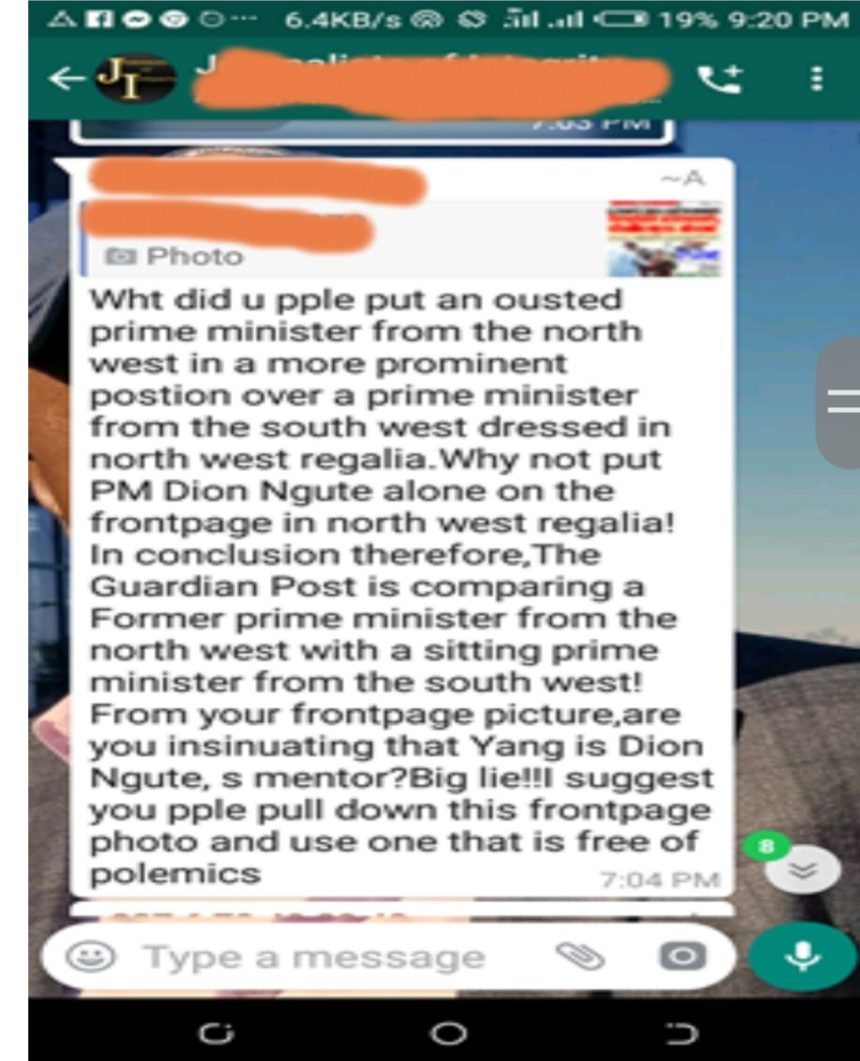 6.4KB/s 19% 9:20 PM
JI
7:03 PM
~A
Photo
Wht did u pple put an ousted
prime minister from the north
west in a more prominent
postion over a prime minister
from the south west dressed in
north west regalia.Why not put
PM Dion Ngute alone on the
frontpage in north west regalia!
In conclusion therefore,The
Guardian Post is comparing a
Former prime minister from the
north west with a sitting prime
minister from the south west!
From your frontpage picture,are
you insinuating that Yang is Dion
Ngute, s mentor?Big lie!!!I suggest
you pple pull down this frontpage
photo and use one that is free of
polemics
7:04 PM
8
Type a message